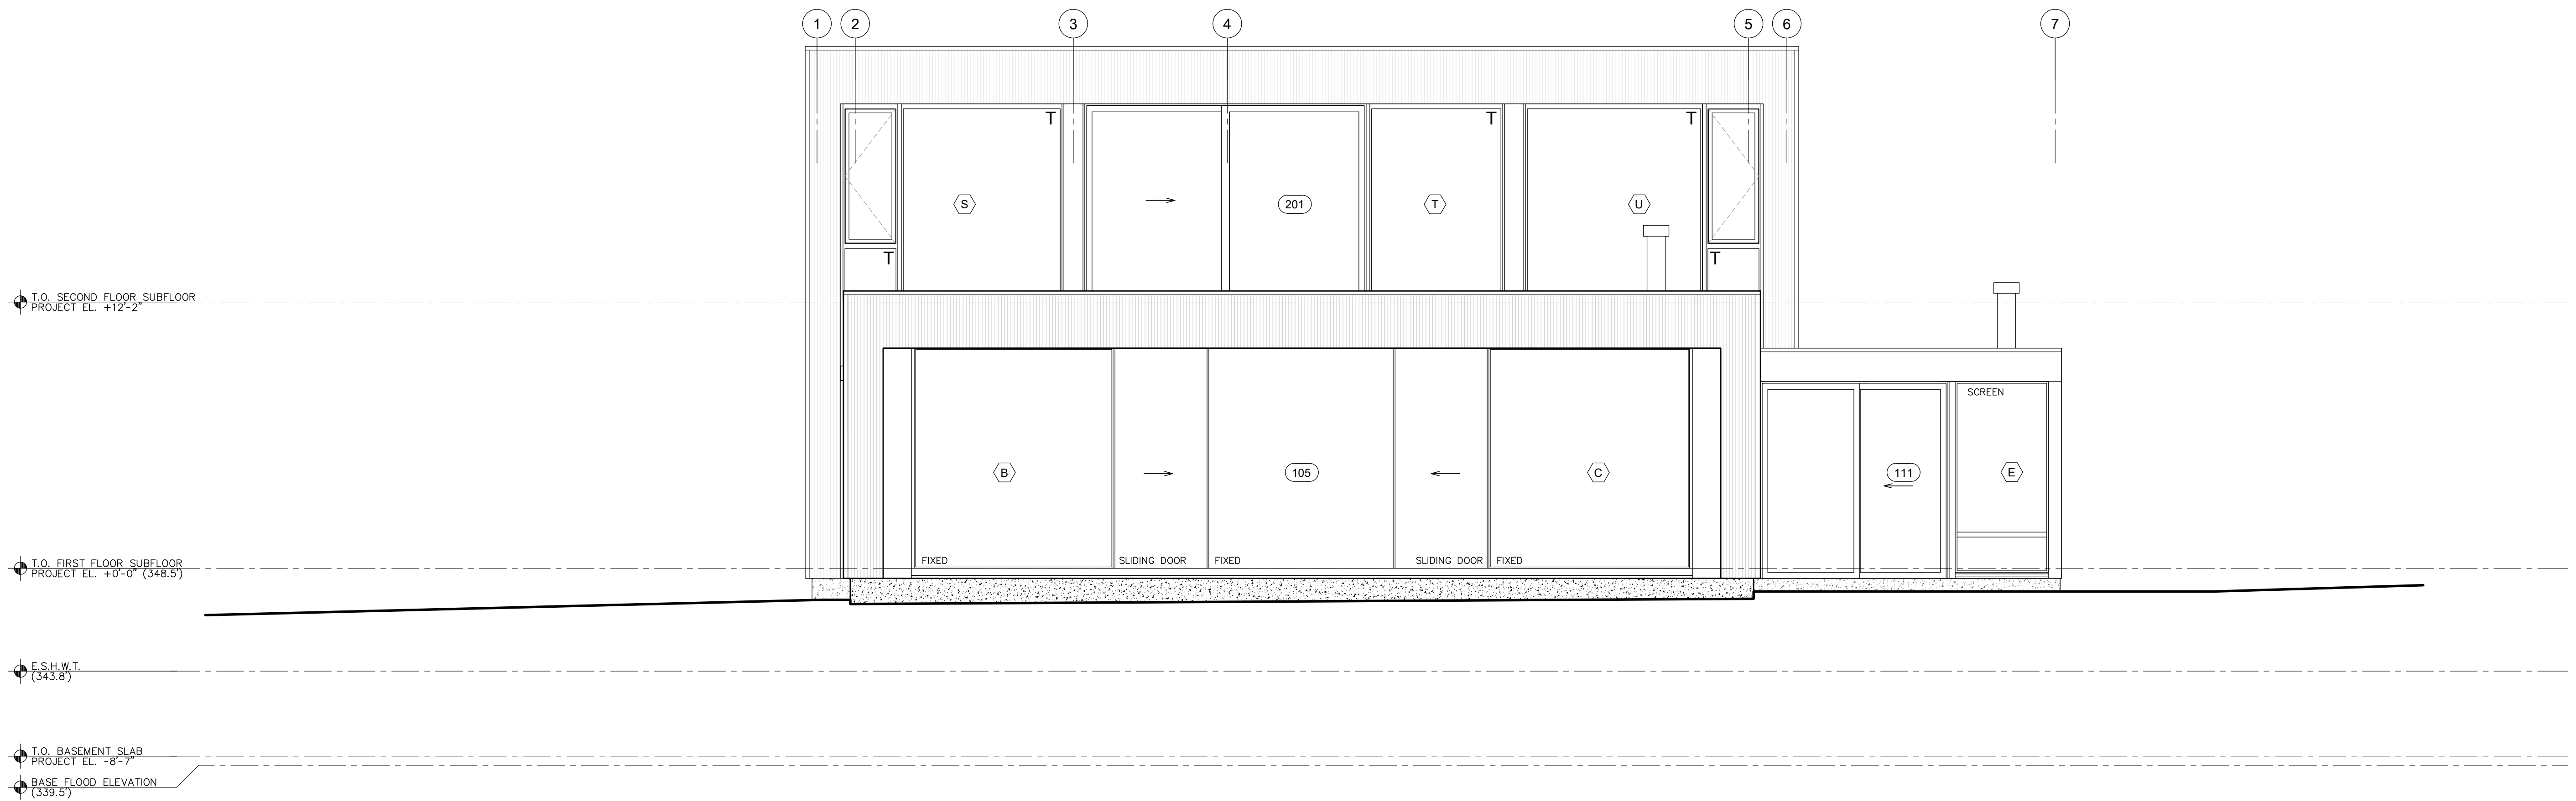 1 2 3 4 5 6 7
T T T
S 201 T U
T T
T.O. SECOND FLOOR SUBFLOOR
PROJECT EL. +12'-2"
SCREEN
B 105 C 111 E
FIXED SLIDING DOOR FIXED SLIDING DOOR FIXED
T.O. FIRST FLOOR SUBFLOOR
PROJECT EL. +0'-0" (348.5')
E.S.H.W.T.
(343.8')
T.O. BASEMENT SLAB
PROJECT EL. -8'-7"
BASE FLOOD ELEVATION
(339.5')